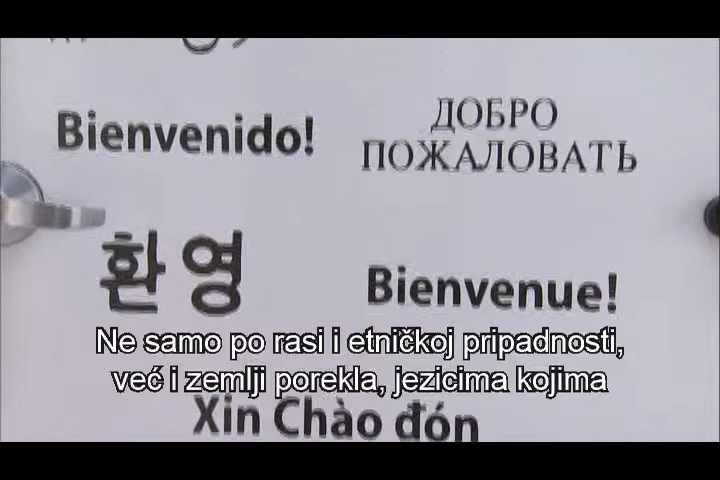 Bienvenido!
ДОБРО
ПОЖАЛОВАТЬ
환영
Bienvenue!
Ne samo po rasi i etničkoj pripadnosti,
već i zemlji porekla, jezicima kojima
Xin Chào đón